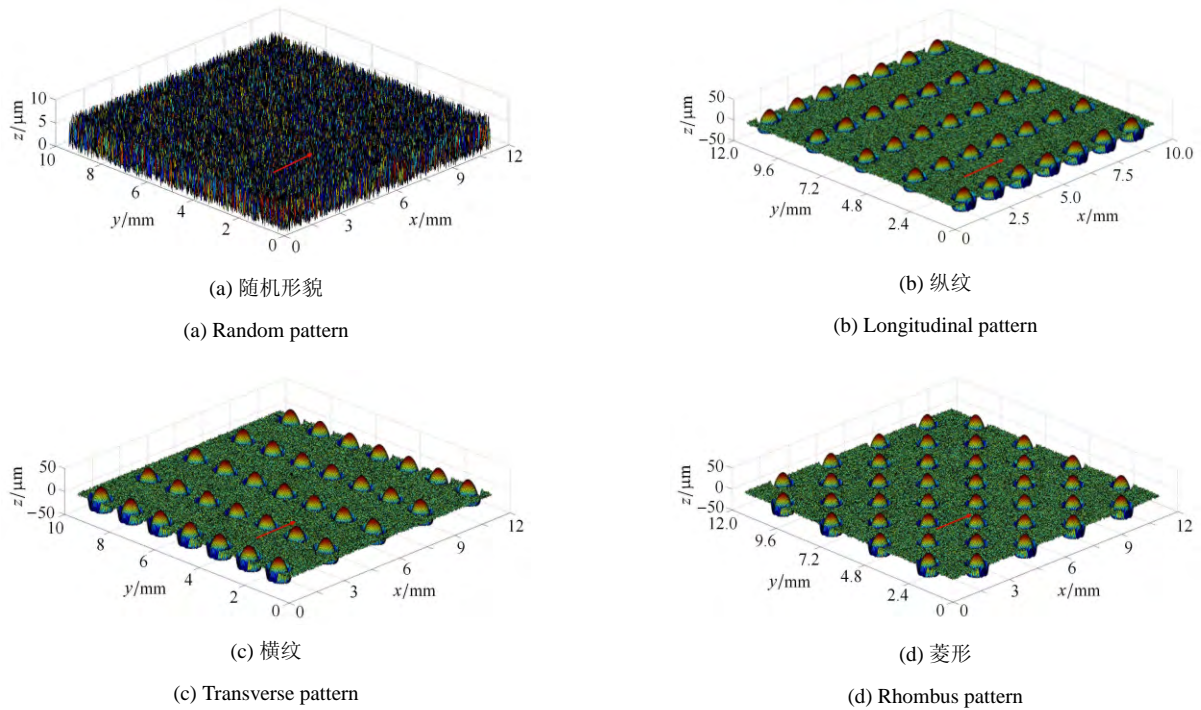 z/μm
10
5
0
10
8
6
4
2
0
y/mm
0
3
6
9
12
x/mm
(a) 随机形貌
(a) Random pattern
z/μm
50
0
−50
12.0
9.6
7.2
4.8
2.4
0
y/mm
0
2.5
5.0
7.5
10.0
x/mm
(b) 纵纹
(b) Longitudinal pattern
z/μm
50
0
−50
10
8
6
4
2
0
y/mm
0
3
6
9
12
x/mm
(c) 横纹
(c) Transverse pattern
z/μm
50
0
−50
12.0
9.6
7.2
4.8
2.4
0
y/mm
0
3
6
9
12
x/mm
(d) 菱形
(d) Rhombus pattern